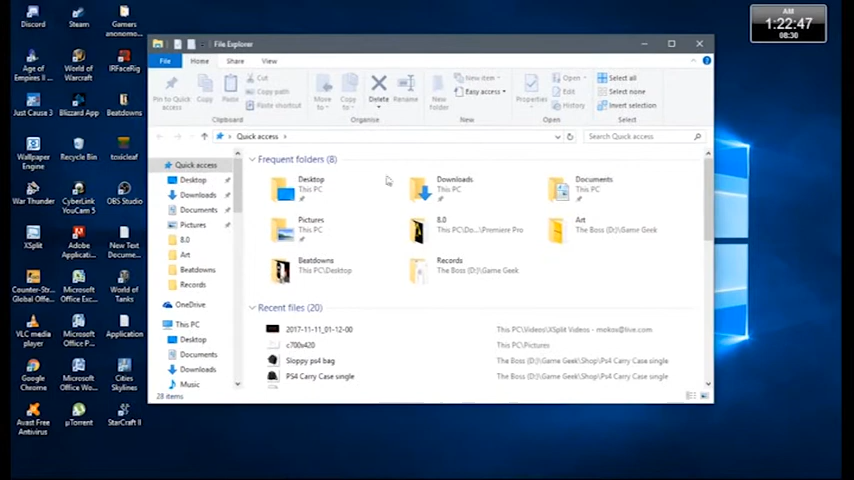 Discord
Steam
Gamers
anonomo...
Age of
Empires II ...
World of
Warcraft
IRFaceRig
Just Cause 3
Blizzard App
Beatdowns
Wallpaper
Engine
Recycle Bin
toxicleaf
War Thunder
CyberLink
YouCam 5
OBS Studio
XSplit
Adobe
Applicati...
New Text
Docume...
Counter-Str...
Global Offe...
Microsoft
Office Exc...
World of
Tanks
VLC media
player
Microsoft
Office P...
Application
Google
Chrome
Microsoft
Office Wo...
Cities
Skylines
Avast Free
Antivirus
µTorrent
StarCraft II
File Explorer
File
Home
Share
View
Pin to Quick
access
Copy
Paste
Cut
Copy path
Paste shortcut
Clipboard
Move
to
Copy
to
Delete
Rename
Organise
New
folder
New item
Easy access
New
Properties
Open
Edit
History
Open
Select all
Select none
Invert selection
Select
Quick access
Search Quick access
Quick access
Desktop
Downloads
Documents
Pictures
8.0
Art
Beatdowns
Records
OneDrive
This PC
Desktop
Documents
Downloads
Music
Frequent folders (8)
Desktop
This PC
Downloads
This PC
Documents
This PC
Pictures
This PC
8.0
This PC\Do...\Premiere Pro
Art
The Boss (D:)\Game Geek
Beatdowns
This PC\Desktop
Records
The Boss (D:)\Game Geek
Recent files (20)
2017-11-11_01-12-00
This PC\Videos\XSplit Videos - mokox@live.com
c700x420
This PC\Pictures
Sloppy ps4 bag
The Boss (D:)\Game Geek\Shop\Ps4 Carry Case single
PS4 Carry Case single
The Boss (D:)\Game Geek\Shop\Ps4 Carry Case single
28 items
AM
1:22:47
08:30